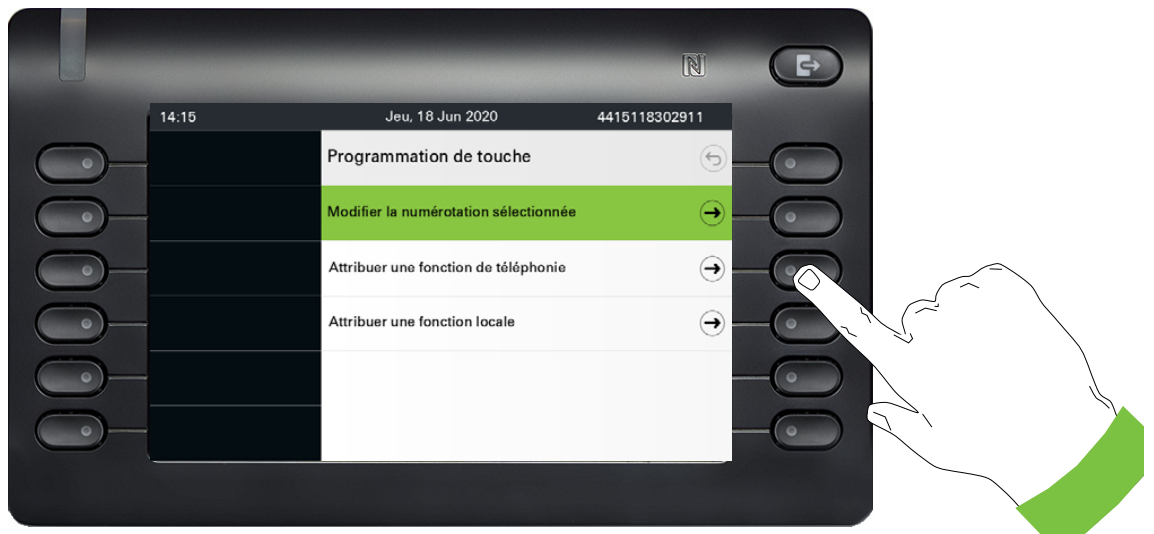 14:15 Jeu, 18 Jun 2020 4415118302911
Programmation de touche
Modifier la numérotation sélectionnée
Attribuer une fonction de téléphonie
Attribuer une fonction locale